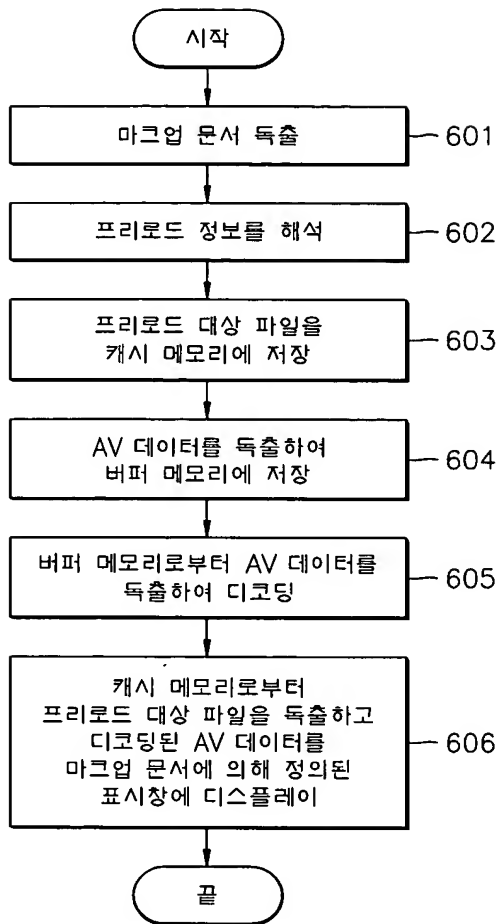 시작
마크업 문서 독출
601
프리로드 정보를 해석
602
프리로드 대상 파일을
캐시 메모리에 저장
603
AV 데이터를 독출하여
버퍼 메모리에 저장
604
버퍼 메모리로부터 AV 데이터를
독출하여 디코딩
605
캐시 메모리로부터
프리로드 대상 파일을 독출하고
디코딩된 AV 데이터를
마크업 문서에 의해 정의된
표시창에 디스플레이
606
끝